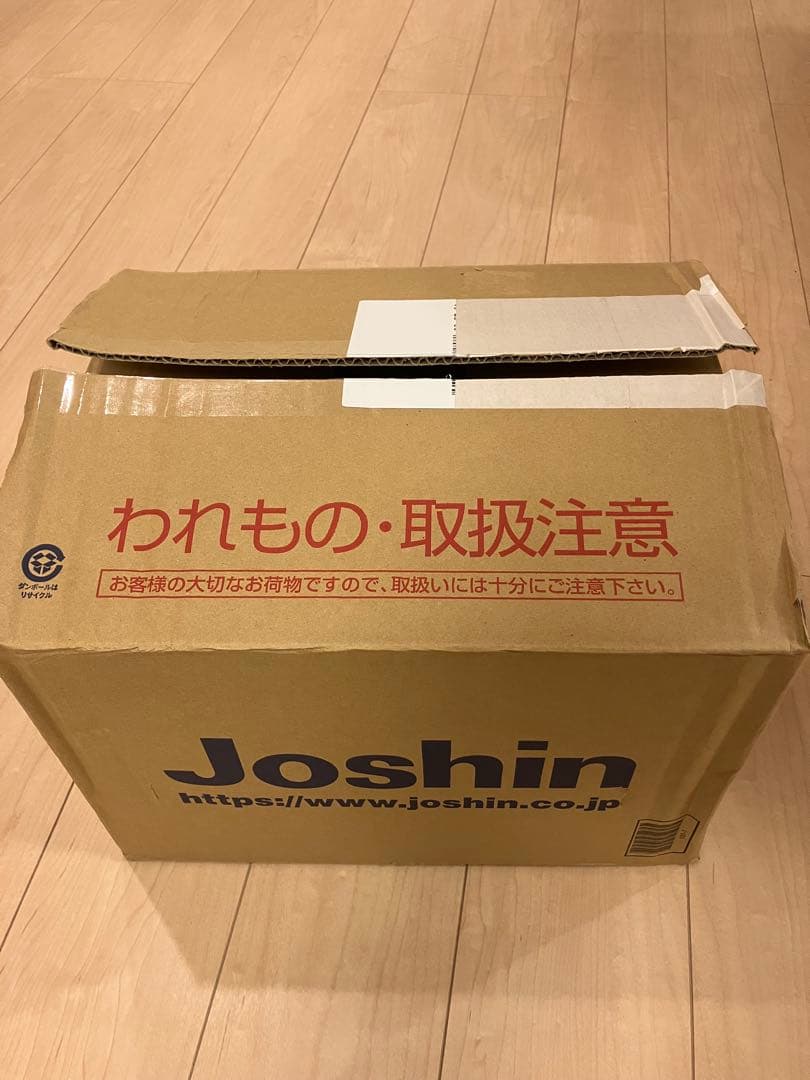 われもの・取扱注意
お客様の大切なお荷物ですので、取扱いには十分にご注意下さい。
ダンボールは
リサイクル
Joshin
https://www.joshin.co.jp